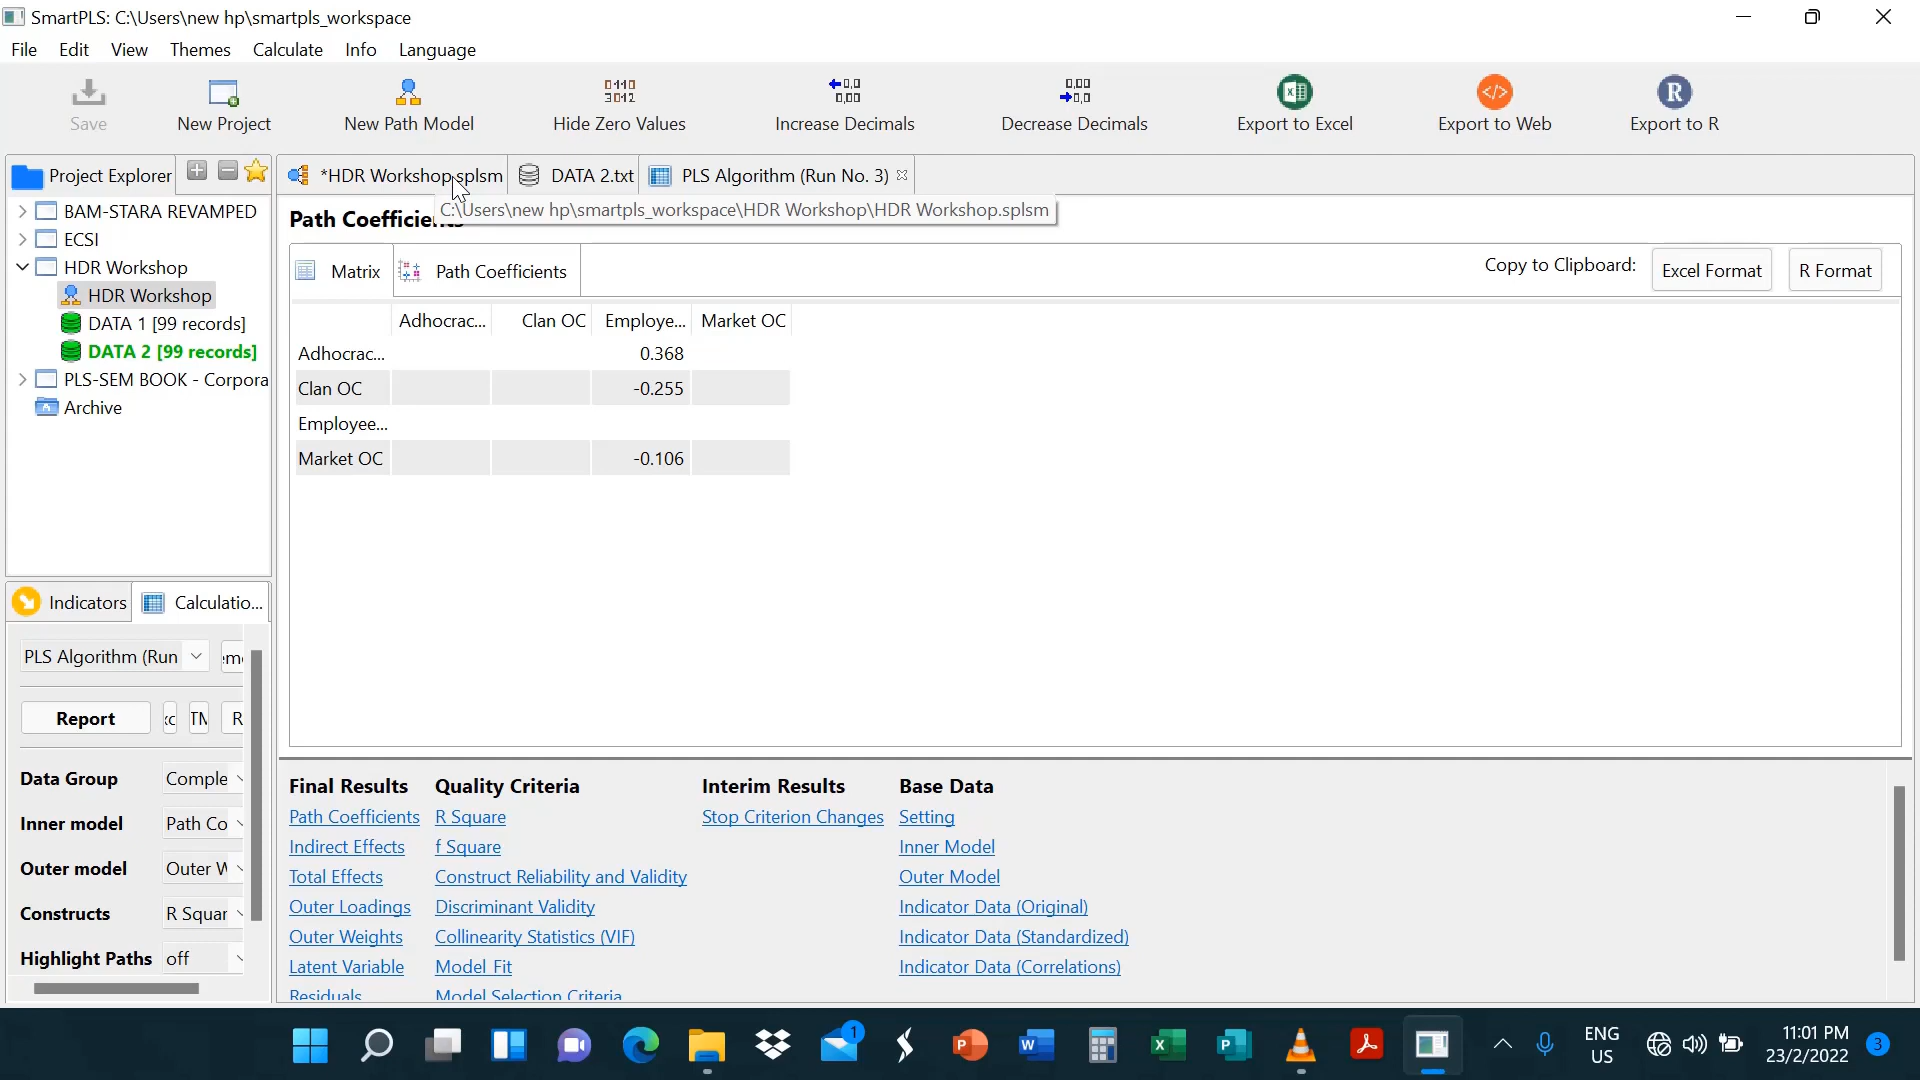 SmartPLS: C:\Users\new hp\smartpls_workspace
File Edit View Themes Calculate Info Language
Save New Project New Path Model Hide Zero Values Increase Decimals Decrease Decimals Export to Excel Export to Web Export to R
Project Explorer
*HDR Workshop.splsm DATA 2.txt PLS Algorithm (Run No. 3)
C:\Users\new hp\smartpls_workspace\HDR Workshop\HDR Workshop.splsm
BAM-STARA REVAMPED
ECSI
HDR Workshop
HDR Workshop
DATA 1 [99 records]
DATA 2 [99 records]
PLS-SEM BOOK - Corpora
Archive
Matrix Path Coefficients
Copy to Clipboard: Excel Format R Format
Adhocrac... Clan OC Employe... Market OC
Adhocrac... 0.368
Clan OC -0.255
Employee...
Market OC -0.106
Indicators Calculatio...
PLS Algorithm (Run
Report
Data Group Comple
Inner model Path Co
Outer model Outer W
Constructs R Squar
Highlight Paths off
Final Results
Path Coefficients
Indirect Effects
Total Effects
Outer Loadings
Outer Weights
Latent Variable
Residuals
Quality Criteria
R Square
f Square
Construct Reliability and Validity
Discriminant Validity
Collinearity Statistics (VIF)
Model Fit
Model Selection Criteria
Interim Results
Stop Criterion Changes
Base Data
Setting
Inner Model
Outer Model
Indicator Data (Original)
Indicator Data (Standardized)
Indicator Data (Correlations)
1
ENG
US
11:01 PM
23/2/2022
3